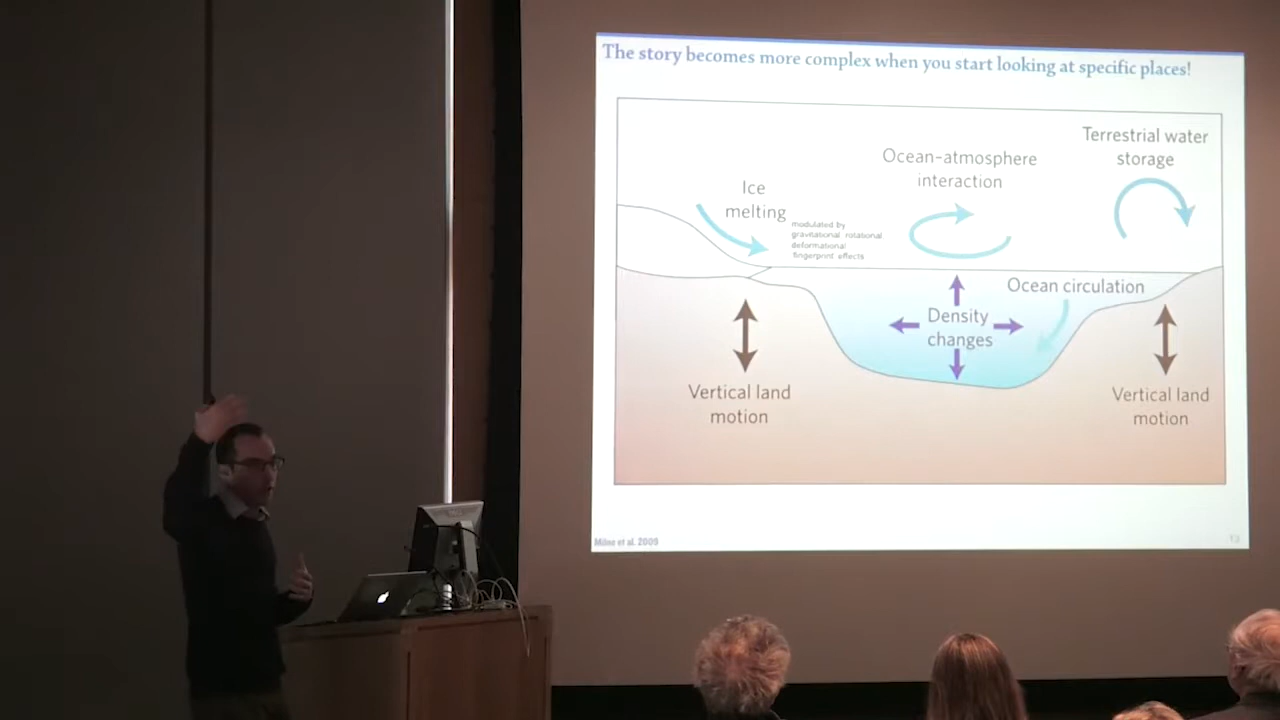 The story becomes more complex when you start looking at specific places!
Terrestrial water
storage
Ocean-atmosphere
interaction
Ice
melting
modulated by
gravitational rotational
deformational
fingerprint effects
Ocean circulation
Density
changes
Vertical land
motion
Vertical land
motion
Milne et al. 2009
13